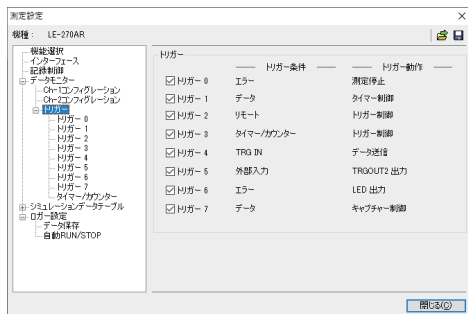 測定設定
機種： LE-270AR
機能選択
インターフェース
記録制御
データモニター
Ch-1コンフィグレーション
Ch-2コンフィグレーション
トリガー
トリガー 0
トリガー 1
トリガー 2
トリガー 3
トリガー 4
トリガー 5
トリガー 6
トリガー 7
タイマー/カウンター
シミュレーションデータテーブル
ロガー設定
データ保存
自動RUN/STOP
トリガー
トリガー条件 トリガー動作
トリガー 0 エラー 測定停止
トリガー 1 データ タイマー制御
トリガー 2 リモート トリガー制御
トリガー 3 タイマー/カウンター トリガー制御
トリガー 4 TRG IN データ送信
トリガー 5 外部入力 TRGOUT2 出力
トリガー 6 エラー LED 出力
トリガー 7 データ キャプチャー制御
閉じる(C)